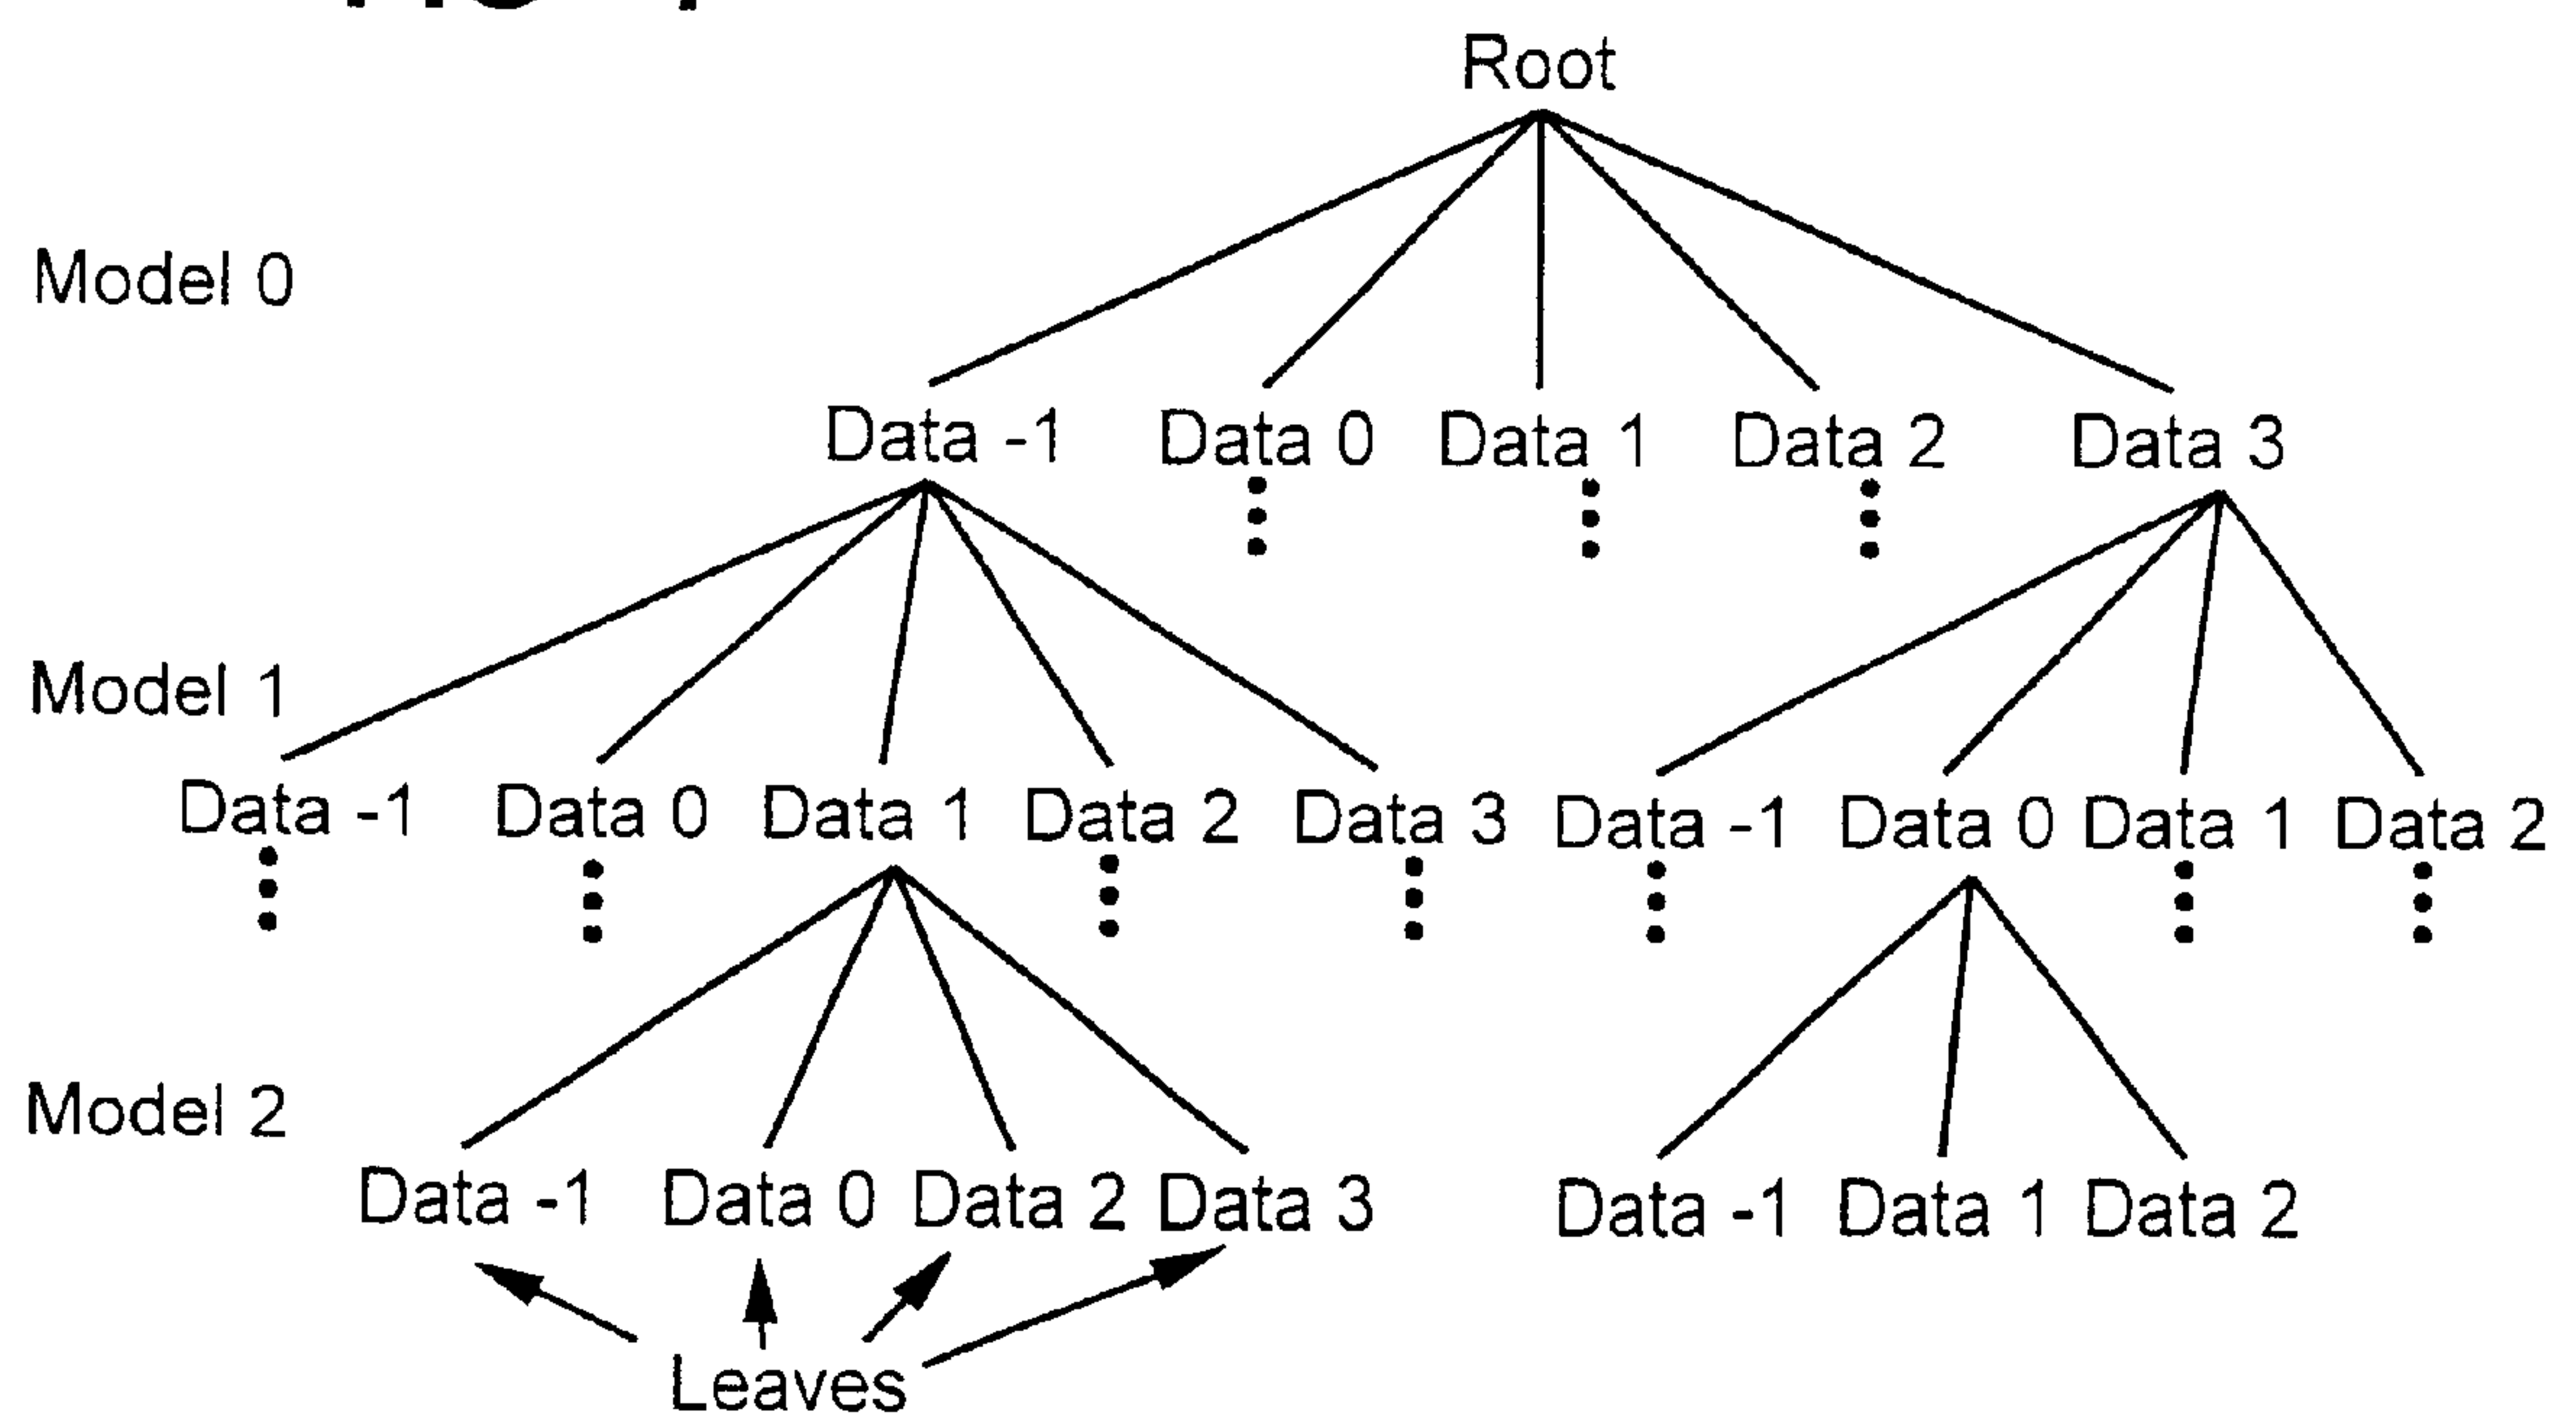 Root
Model 0
Data -1 Data 0 Data 1 Data 2 Data 3
Model 1
Data -1 Data 0 Data 1 Data 2 Data 3 Data -1 Data 0 Data 1 Data 2
Model 2
Data -1 Data 0 Data 2 Data 3 Data -1 Data 1 Data 2
Leaves